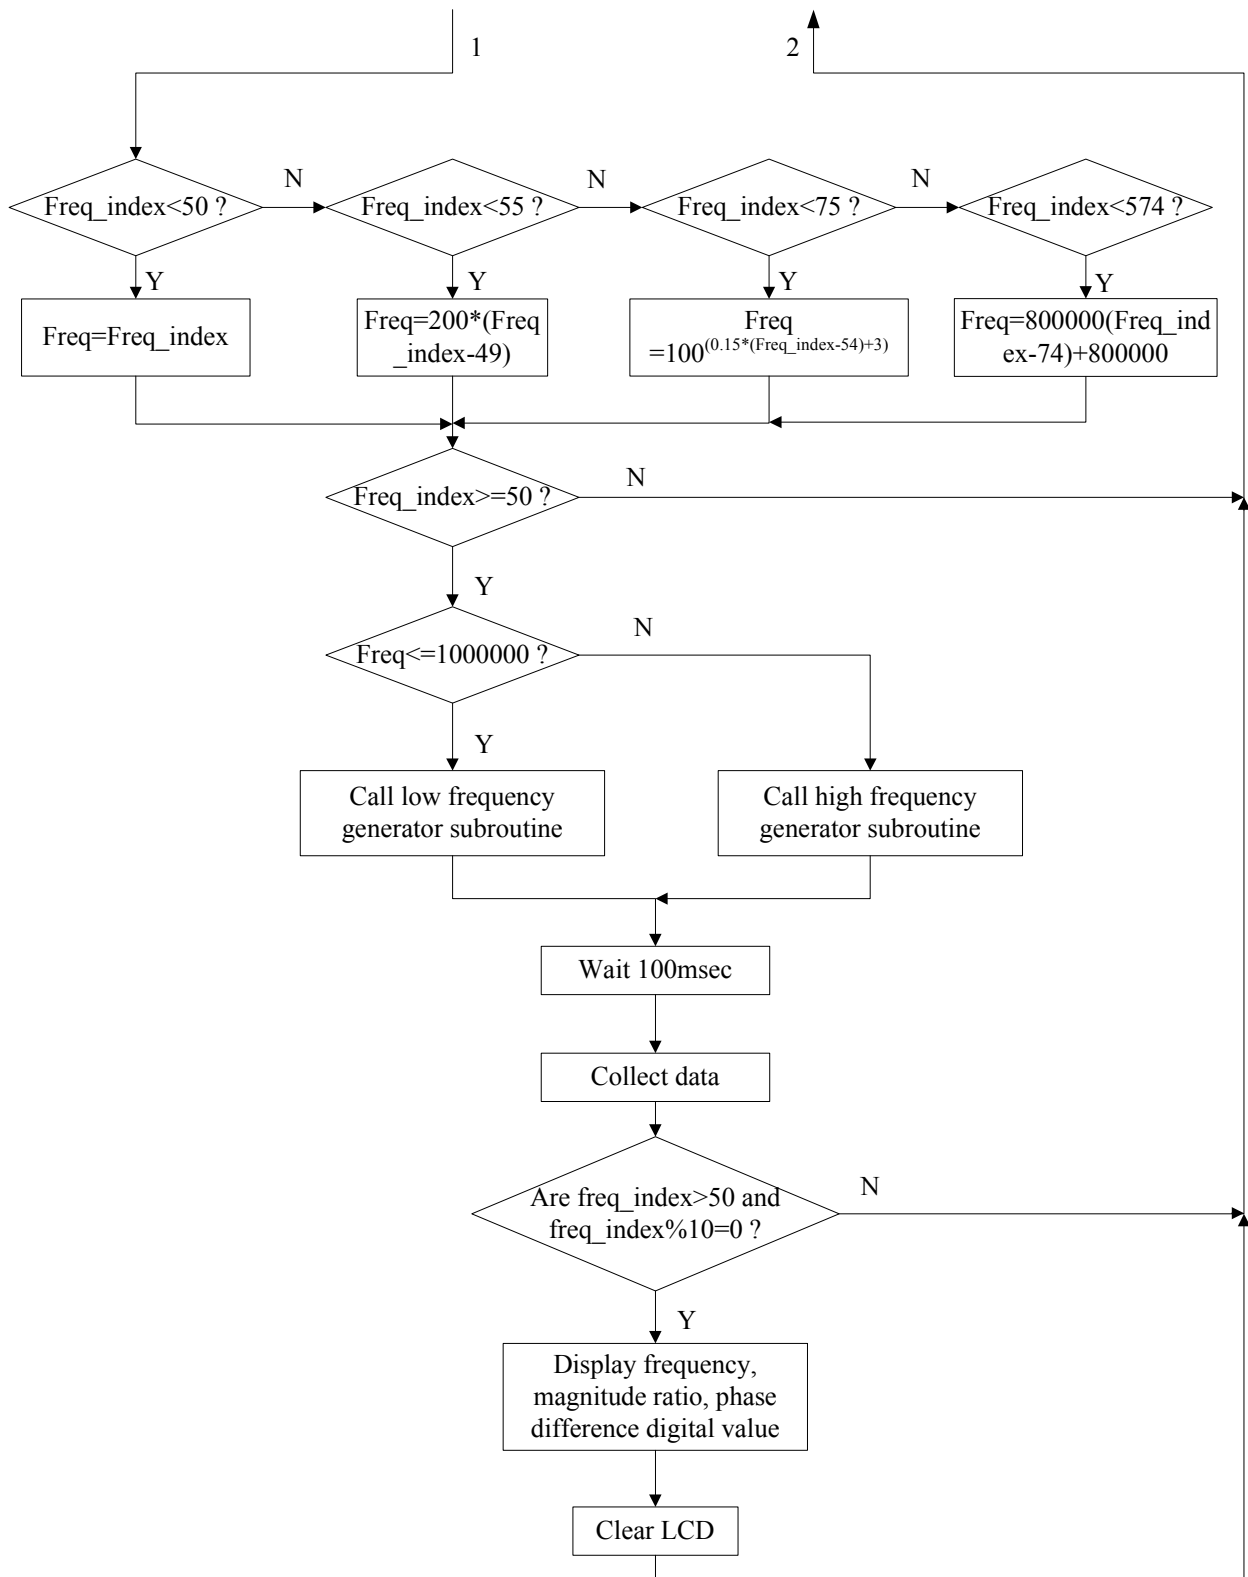 1
2
Freq_index<50 ?
N
Freq_index<55 ?
N
Freq_index<75 ?
N
Freq_index<574 ?
Y
Y
Y
Y
Freq=Freq_index
Freq=200*(Freq
_index-49)
Freq
=100^(0.15*(Freq_index-54)+3)
Freq=800000(Freq_ind
ex-74)+800000
Freq_index>=50 ?
N
Y
Freq<=1000000 ?
N
Y
Call low frequency
generator subroutine
Call high frequency
generator subroutine
Wait 100msec
Collect data
Are freq_index>50 and
freq_index%10=0 ?
N
Y
Display frequency,
magnitude ratio, phase
difference digital value
Clear LCD